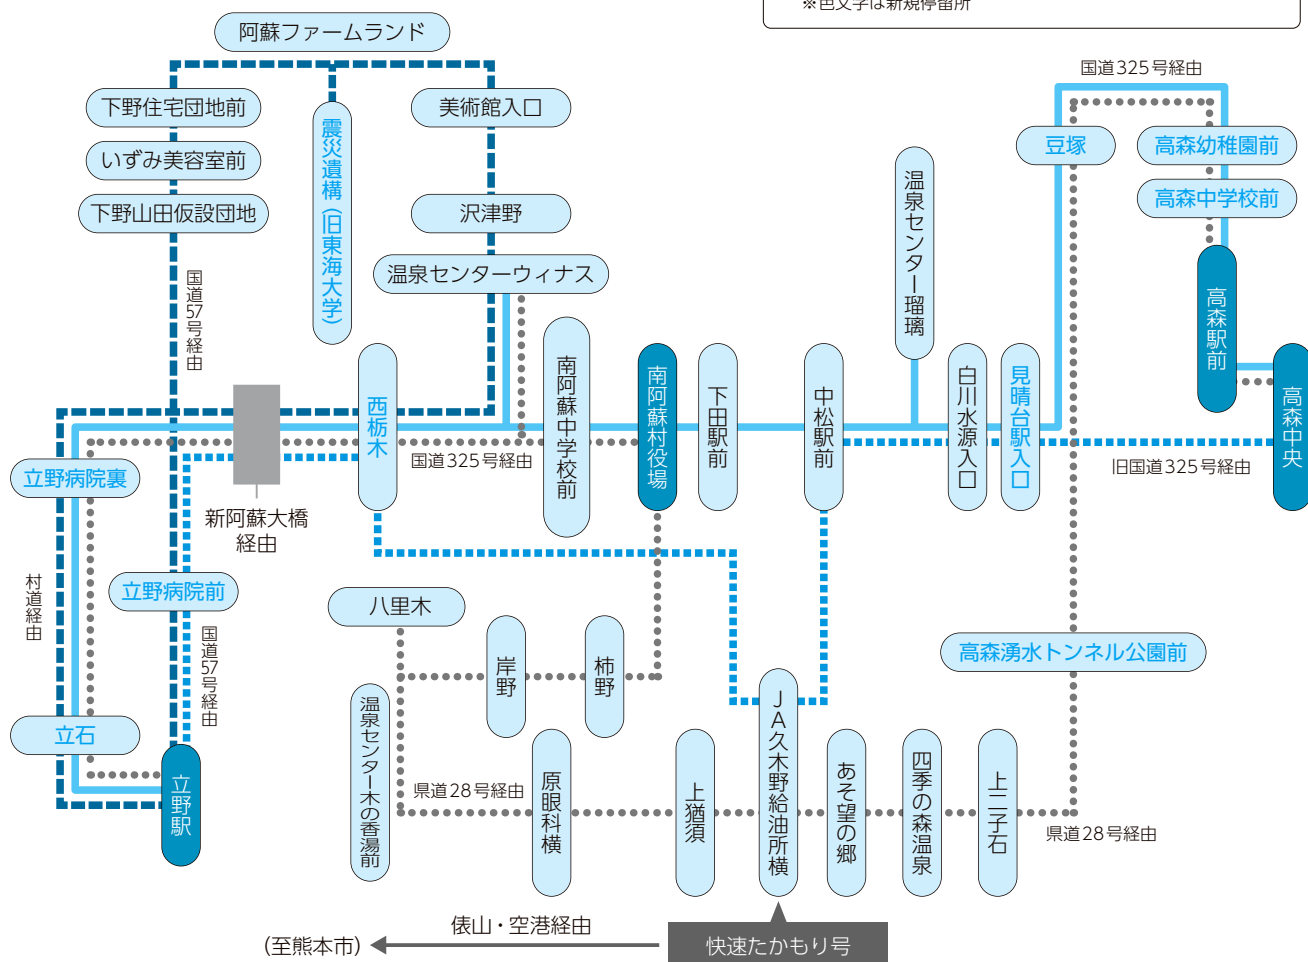 ※色文字は新規停留所
阿蘇ファームランド
国道325号経由
下野住宅団地前
美術館入口
いずみ美容室前
下野山田仮設団地
震災遺構(旧東海大学)
沢津野
温泉センターウィナス
国道57号経由
温泉センター瑠璃
豆塚
高森幼稚園前
高森中学校前
高森駅前
高森中央
西栃木
南阿蘇中学校前
南阿蘇村役場
下田駅前
中松駅前
白川水源入口
見晴台駅入口
国道325号経由
旧国道325号経由
立野病院裏
新阿蘇大橋
経由
村道経由
立野病院前
国道57号経由
八里木
岸野
柿野
高森湧水トンネル公園前
立石
立野駅
温泉センター木の香湯前
県道28号経由
原眼科横
上猶須
JA久木野給油所横
あそ望の郷
四季の森温泉
上二子石
県道28号経由
俵山・空港経由
(至熊本市)
快速たかもり号